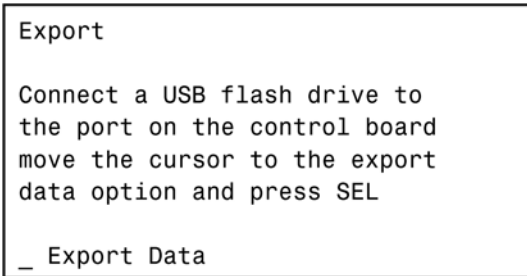 Export
Connect a USB flash drive to
the port on the control board
move the cursor to the export
data option and press SEL
_ Export Data